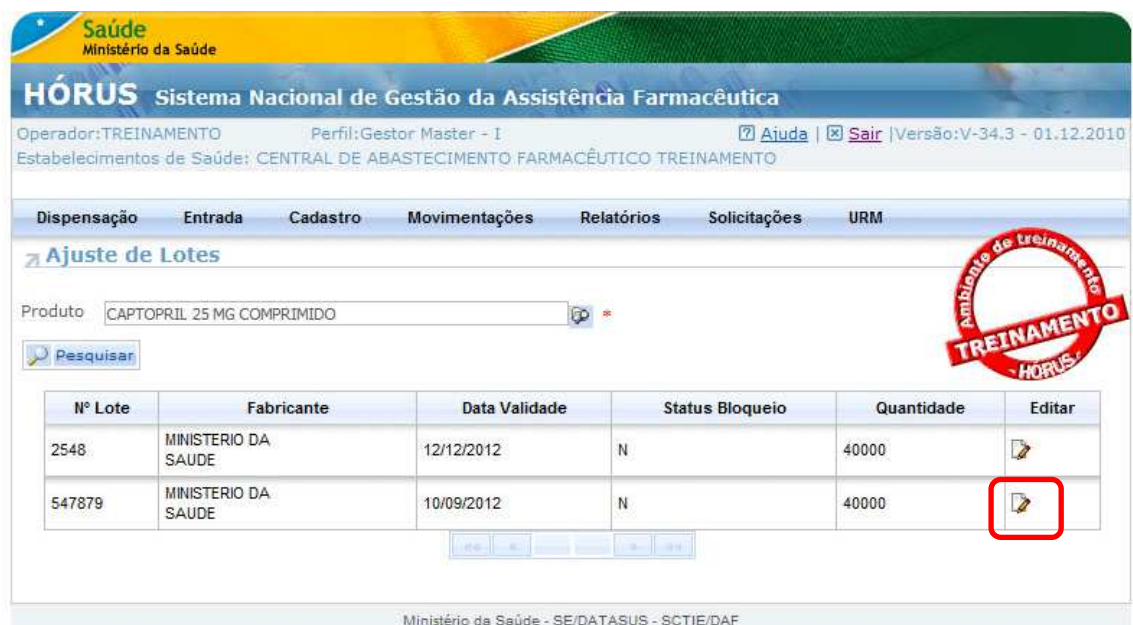 Saúde
Ministério da Saúde
HÓRUS Sistema Nacional de Gestão da Assistência Farmacêutica
Operador:TREINAMENTO Perfil:Gestor Master - I Ajuda | Sair |Versão:V-34.3 - 01.12.2010
Estabelecimentos de Saúde: CENTRAL DE ABASTECIMENTO FARMACÊUTICO TREINAMENTO
Dispensação Entrada Cadastro Movimentações Relatórios Solicitações URM
Ajuste de Lotes
Ambiente de treinamento
TREINAMENTO
- HÓRUS -
Produto CAPTOPRIL 25 MG COMPRIMIDO *
Pesquisar
Nº Lote Fabricante Data Validade Status Bloqueio Quantidade Editar
2548 MINISTERIO DA SAUDE 12/12/2012 N 40000
547879 MINISTERIO DA SAUDE 10/09/2012 N 40000
Ministério da Saúde - SE/DATASUS - SCTIE/DAF